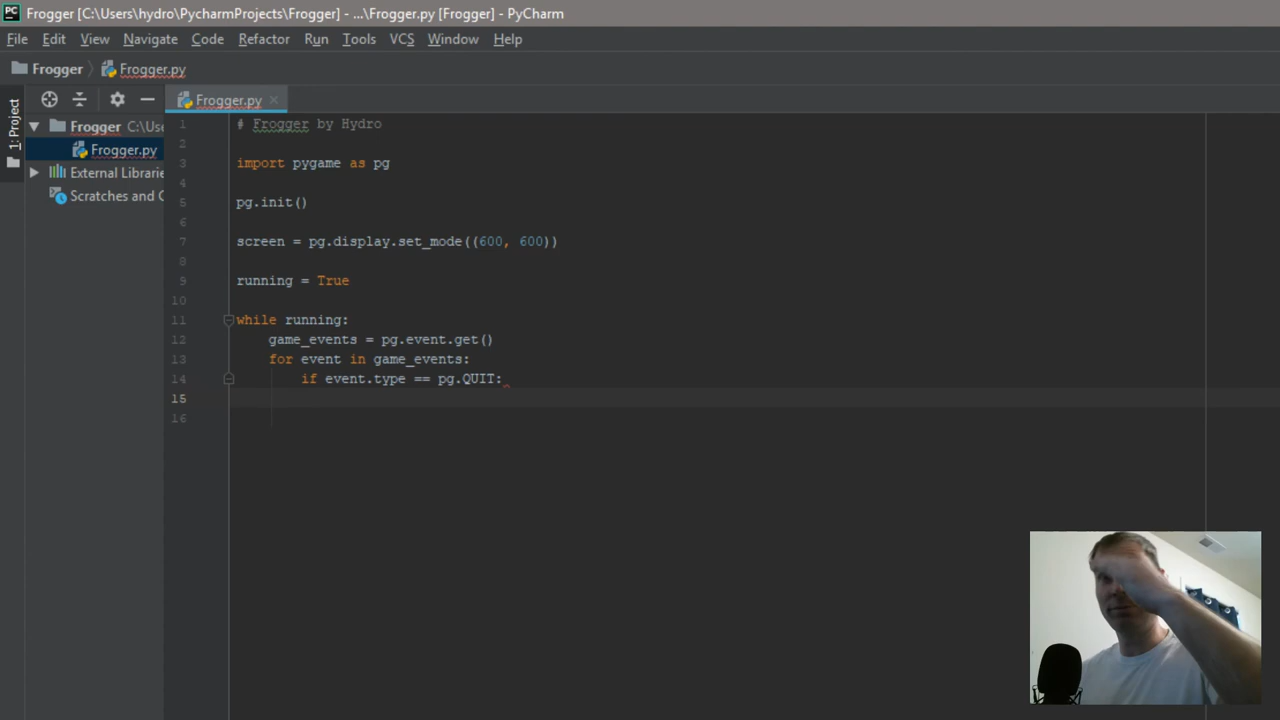 Frogger [C:\Users\hydro\PycharmProjects\Frogger] - ...\Frogger.py [Frogger] - PyCharm
File Edit View Navigate Code Refactor Run Tools VCS Window Help
Frogger Frogger.py
1: Project
Frogger C:\Use
Frogger.py
External Librarie
Scratches and C
Frogger.py
1 # Frogger by Hydro
2
3 import pygame as pg
4
5 pg.init()
6
7 screen = pg.display.set_mode((600, 600))
8
9 running = True
10
11 while running:
12 game_events = pg.event.get()
13 for event in game_events:
14 if event.type == pg.QUIT:
15
16